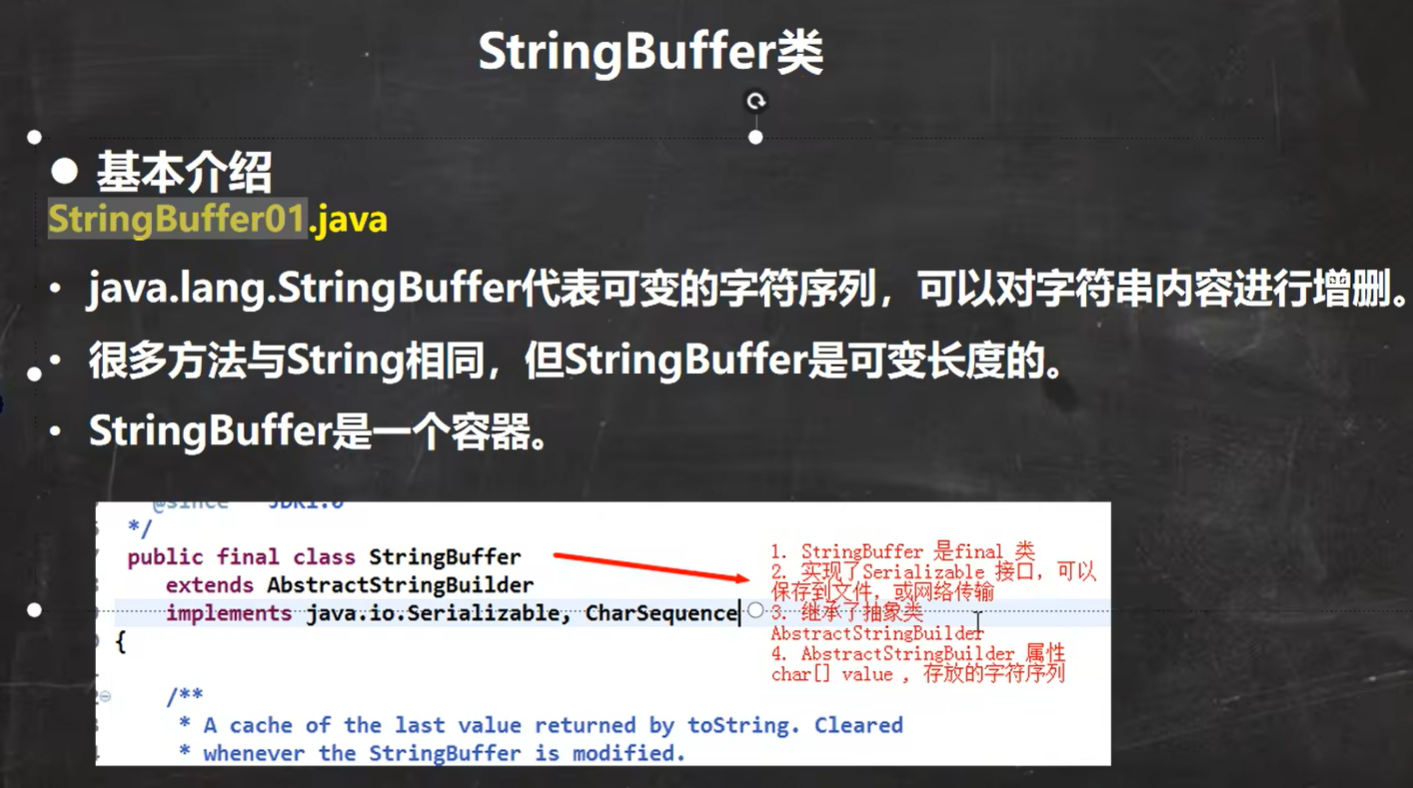 StringBuffer类
● 基本介绍
StringBuffer01.java
• java.lang.StringBuffer代表可变的字符序列，可以对字符串内容进行增删。
• 很多方法与String相同，但StringBuffer是可变长度的。
• StringBuffer是一个容器。
@since JDK1.0
*/
public final class StringBuffer
extends AbstractStringBuilder
implements java.io.Serializable, CharSequence
{
/**
* A cache of the last value returned by toString. Cleared
* whenever the StringBuffer is modified.
1. StringBuffer 是final 类
2. 实现了Serializable 接口，可以
保存到文件，或网络传输
3. 继承了抽象类
AbstractStringBuilder
4. AbstractStringBuilder 属性
char[] value ，存放的字符序列